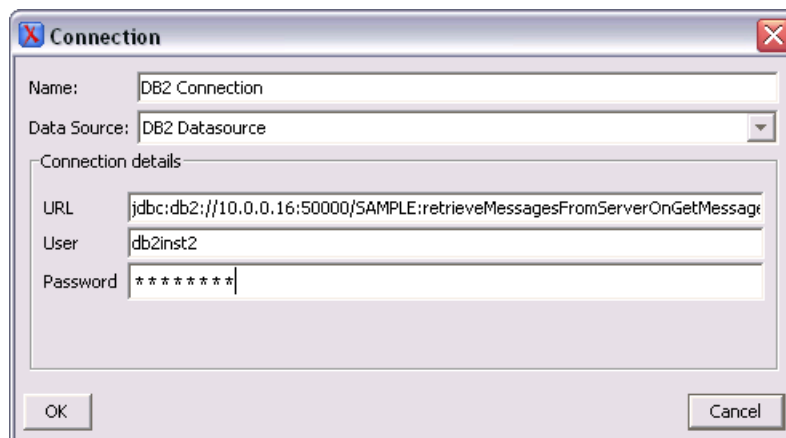 Connection
Name: DB2 Connection
Data Source: DB2 Datasource
Connection details
URL jdbc:db2://10.0.0.16:50000/SAMPLE:retrieveMessagesFromServerOnGetMessage
User db2inst2
Password ********
OK Cancel